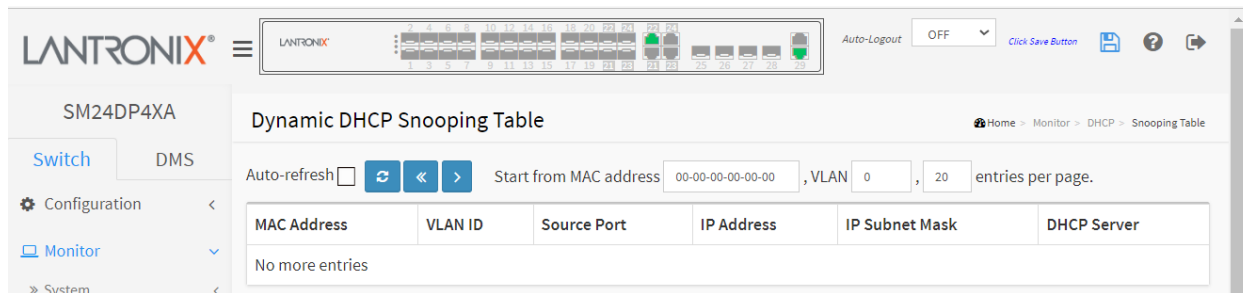 LANTRONIX®
LANTRONIX
2 4 6 8 10 12 14 16 18 20 22 24 22 24
1 3 5 7 9 11 13 15 17 19 21 23 21 23 25 26 27 28 29
Auto-Logout OFF Click Save Button
SM24DP4XA
Switch DMS
Configuration
Monitor
» System
Dynamic DHCP Snooping Table
Home > Monitor > DHCP > Snooping Table
Auto-refresh « > Start from MAC address 00-00-00-00-00-00 , VLAN 0 , 20 entries per page.
MAC Address VLAN ID Source Port IP Address IP Subnet Mask DHCP Server
No more entries